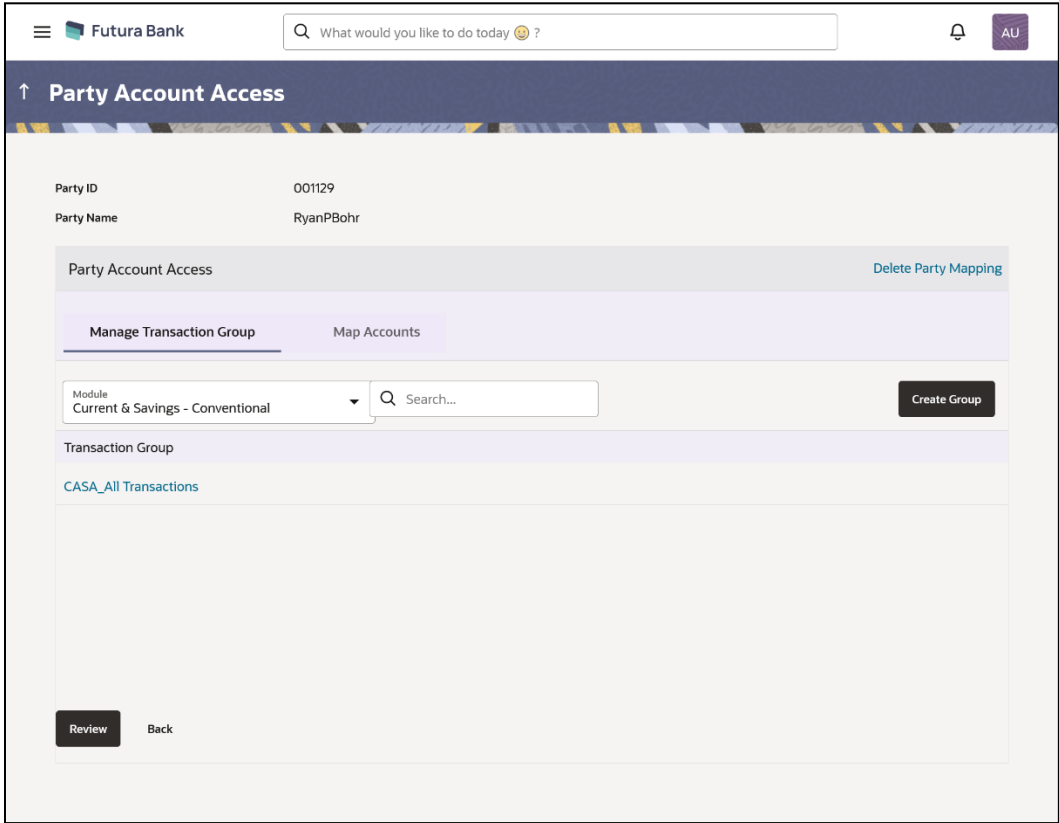 Futura Bank
What would you like to do today 😀 ?
AU
↑ Party Account Access
Party ID 001129
Party Name RyanPBohr
Party Account Access Delete Party Mapping
Manage Transaction Group Map Accounts
Module
Current & Savings - Conventional
Search...
Create Group
Transaction Group
CASA_All Transactions
Review Back